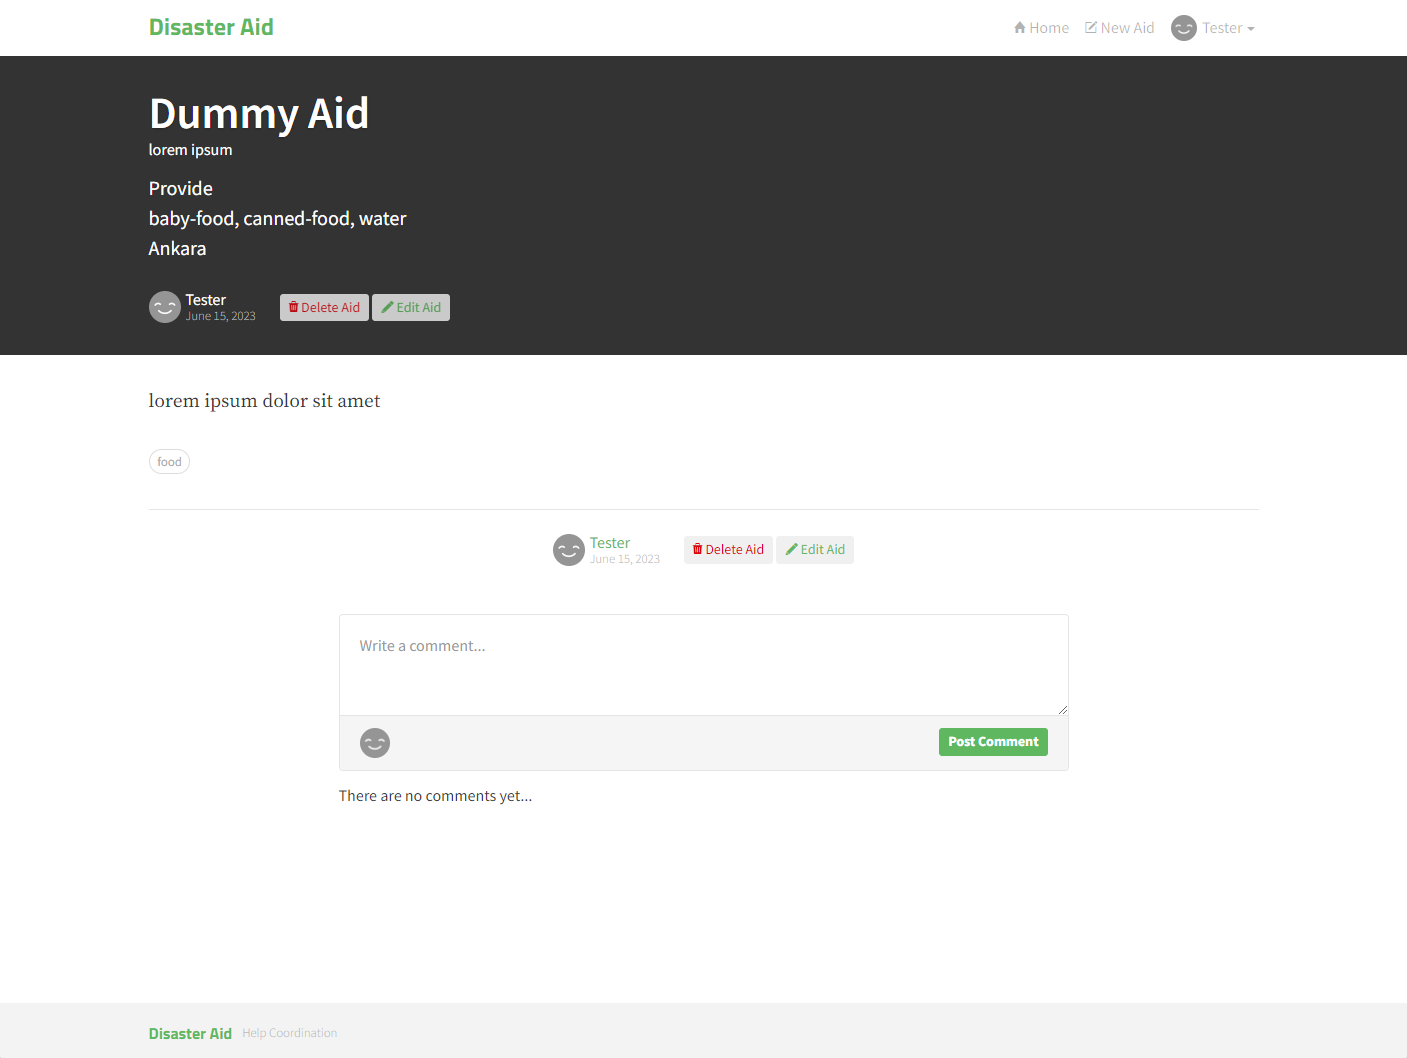 Disaster Aid
Home New Aid Tester
Dummy Aid
lorem ipsum
Provide
baby-food, canned-food, water
Ankara
Tester
June 15, 2023
Delete Aid Edit Aid
lorem ipsum dolor sit amet
food
Tester
June 15, 2023
Delete Aid Edit Aid
Write a comment...
Post Comment
There are no comments yet...
Disaster Aid Help Coordination